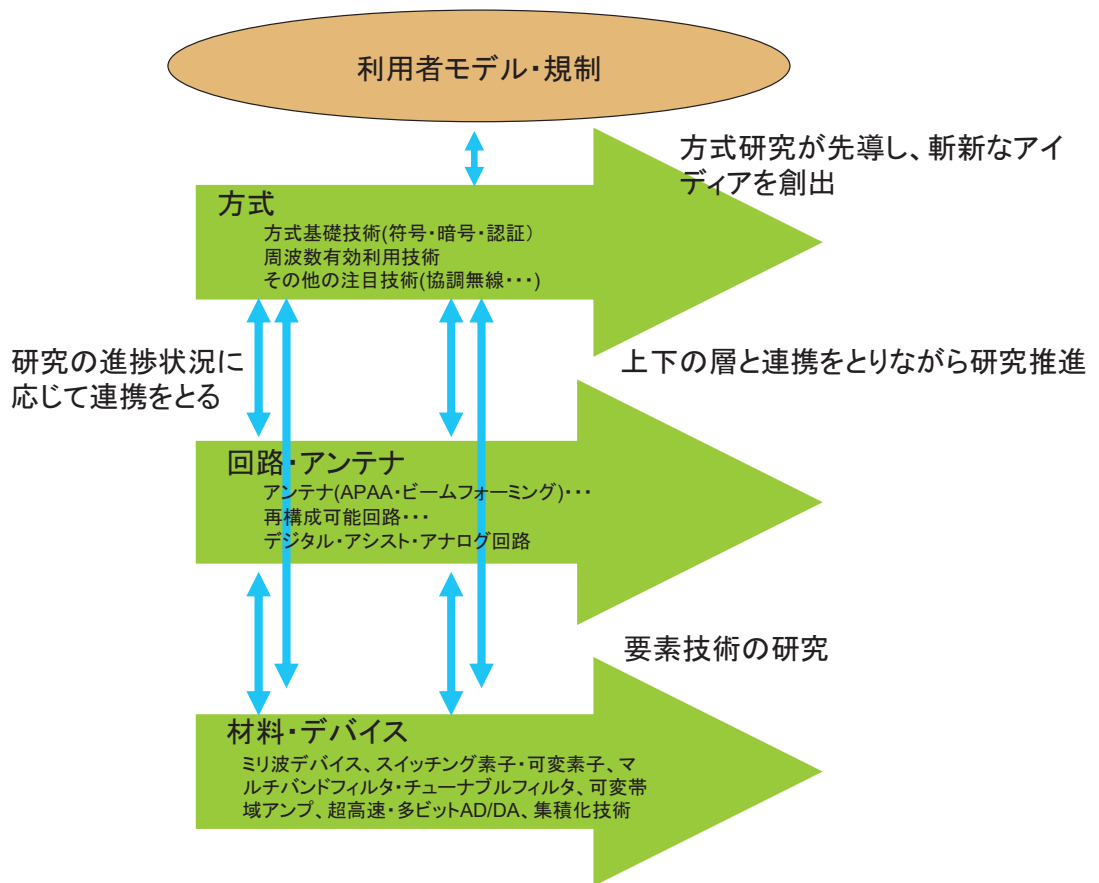 利用者モデル・規制
方式研究が先導し、斬新なアイ
ディアを創出
方式
方式基礎技術(符号・暗号・認証）
周波数有効利用技術
その他の注目技術(協調無線・・・)
研究の進捗状況に
応じて連携をとる
上下の層と連携をとりながら研究推進
回路・アンテナ
アンテナ(APAA・ビームフォーミング)・・・
再構成可能回路・・・
デジタル・アシスト・アナログ回路
要素技術の研究
材料・デバイス
ミリ波デバイス、スイッチング素子・可変素子、マ
ルチバンドフィルタ・チューナブルフィルタ、可変帯
域アンプ、超高速・多ビットAD/DA、集積化技術